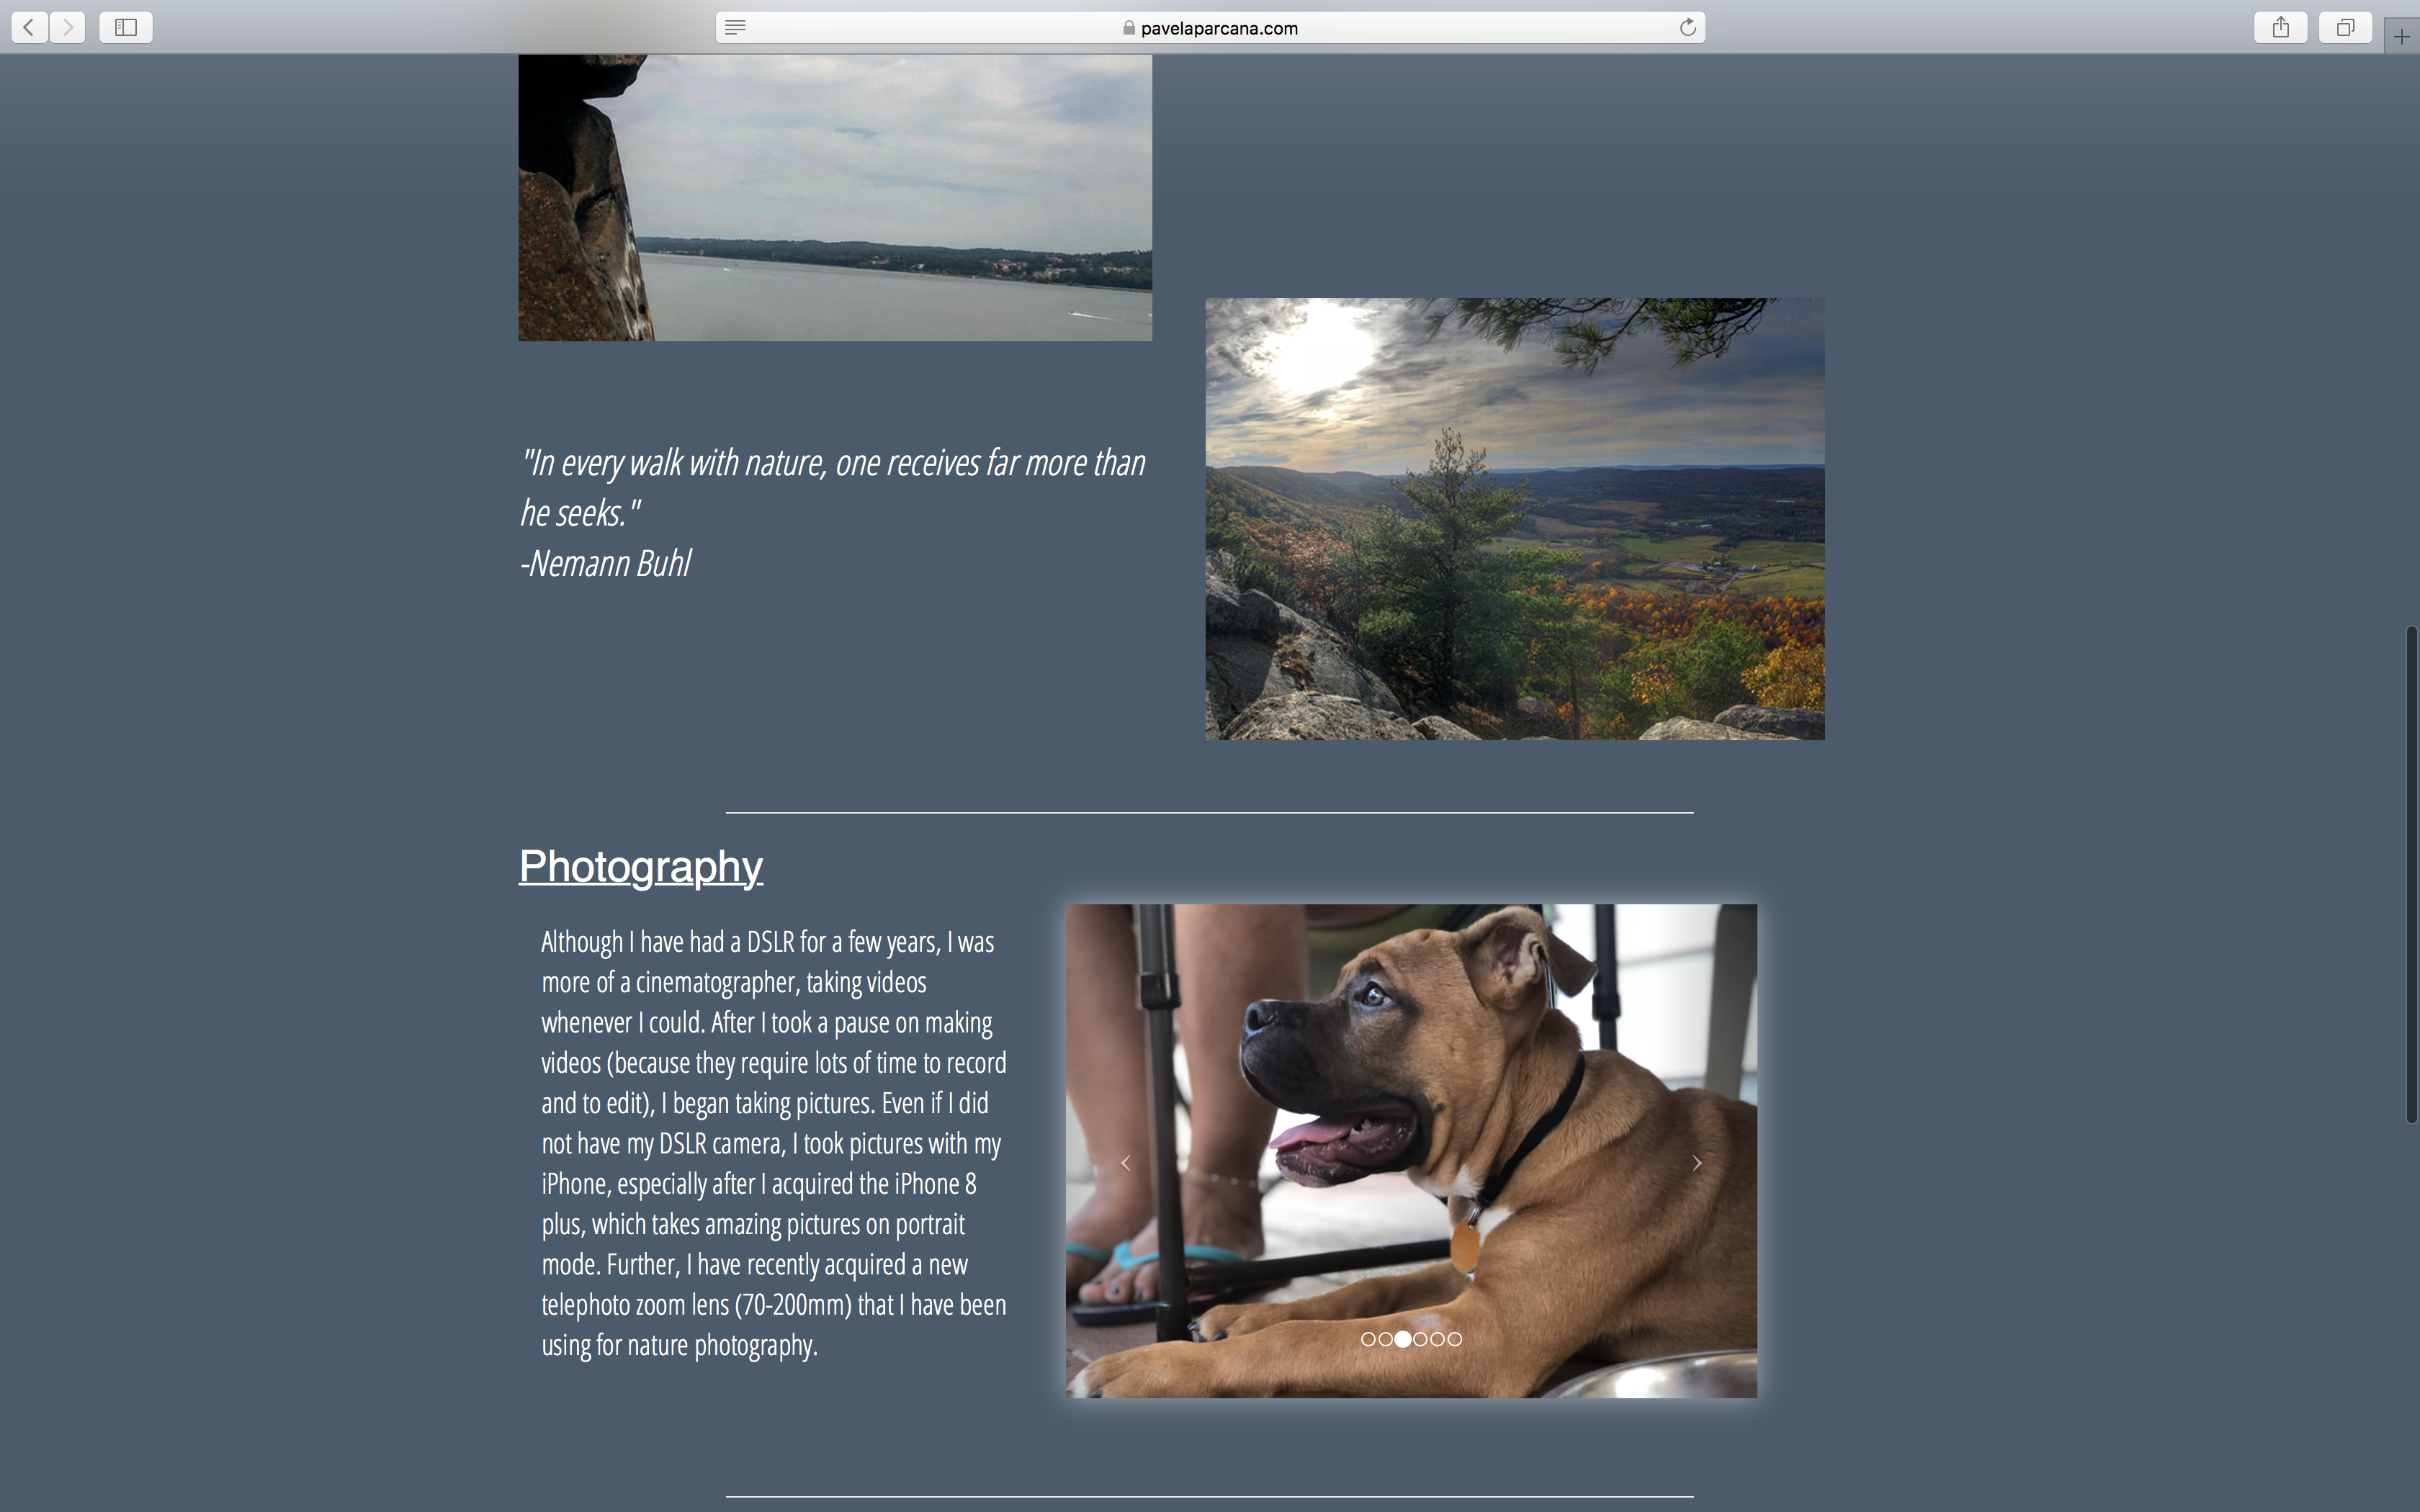 pavelaparcana.com
"In every walk with nature, one receives far more than
he seeks."
-Nemann Buhl
Photography
Although I have had a DSLR for a few years, I was
more of a cinematographer, taking videos
whenever I could. After I took a pause on making
videos (because they require lots of time to record
and to edit), I began taking pictures. Even if I did
not have my DSLR camera, I took pictures with my
iPhone, especially after I acquired the iPhone 8
plus, which takes amazing pictures on portrait
mode. Further, I have recently acquired a new
telephoto zoom lens (70-200mm) that I have been
using for nature photography.